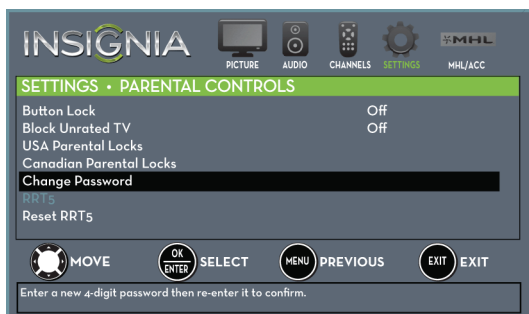 INSIGNIA
PICTURE AUDIO CHANNELS SETTINGS MHL MHL/ACC
SETTINGS • PARENTAL CONTROLS
Button Lock Off
Block Unrated TV Off
USA Parental Locks
Canadian Parental Locks
Change Password
RRT5
Reset RRT5
MOVE OK ENTER SELECT MENU PREVIOUS EXIT EXIT
Enter a new 4-digit password then re-enter it to confirm.